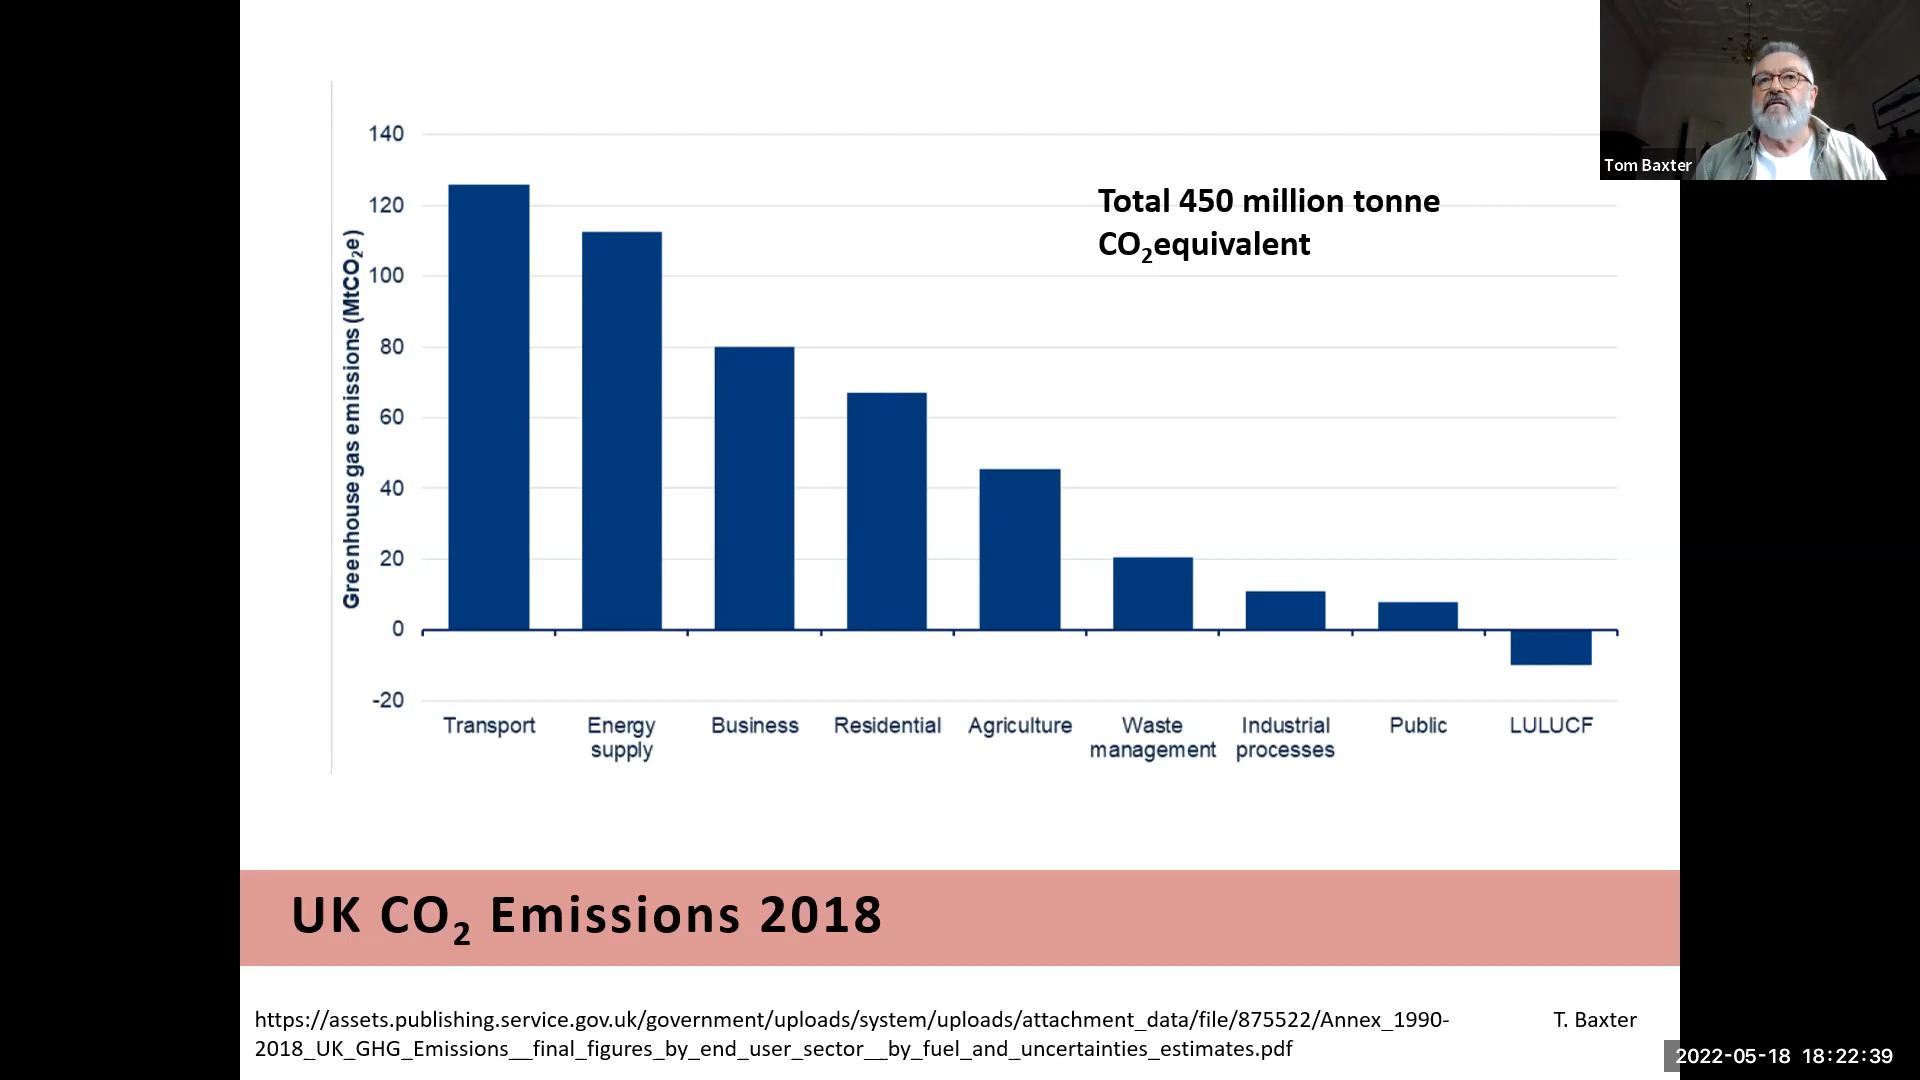 Total 450 million tonne
CO2equivalent
Greenhouse gas emissions (MtCO2e)
140
120
100
80
60
40
20
0
-20
Transport
Energy
supply
Business
Residential
Agriculture
Waste
management
Industrial
processes
Public
LULUCF
Tom Baxter
UK CO2 Emissions 2018
https://assets.publishing.service.gov.uk/government/uploads/system/uploads/attachment_data/file/875522/Annex_1990-
2018_UK_GHG_Emissions__final_figures_by_end_user_sector__by_fuel_and_uncertainties_estimates.pdf
T. Baxter
2022-05-18 18:22:39